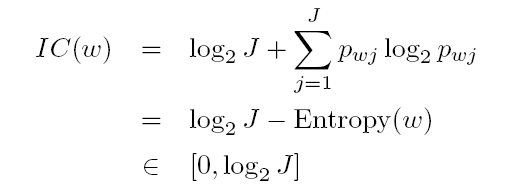 IC(w) = log₂ J + ∑_{j=1}^{J} p_{wj} log₂ p_{wj}
= log₂ J − Entropy(w)
∈ [0, log₂ J]